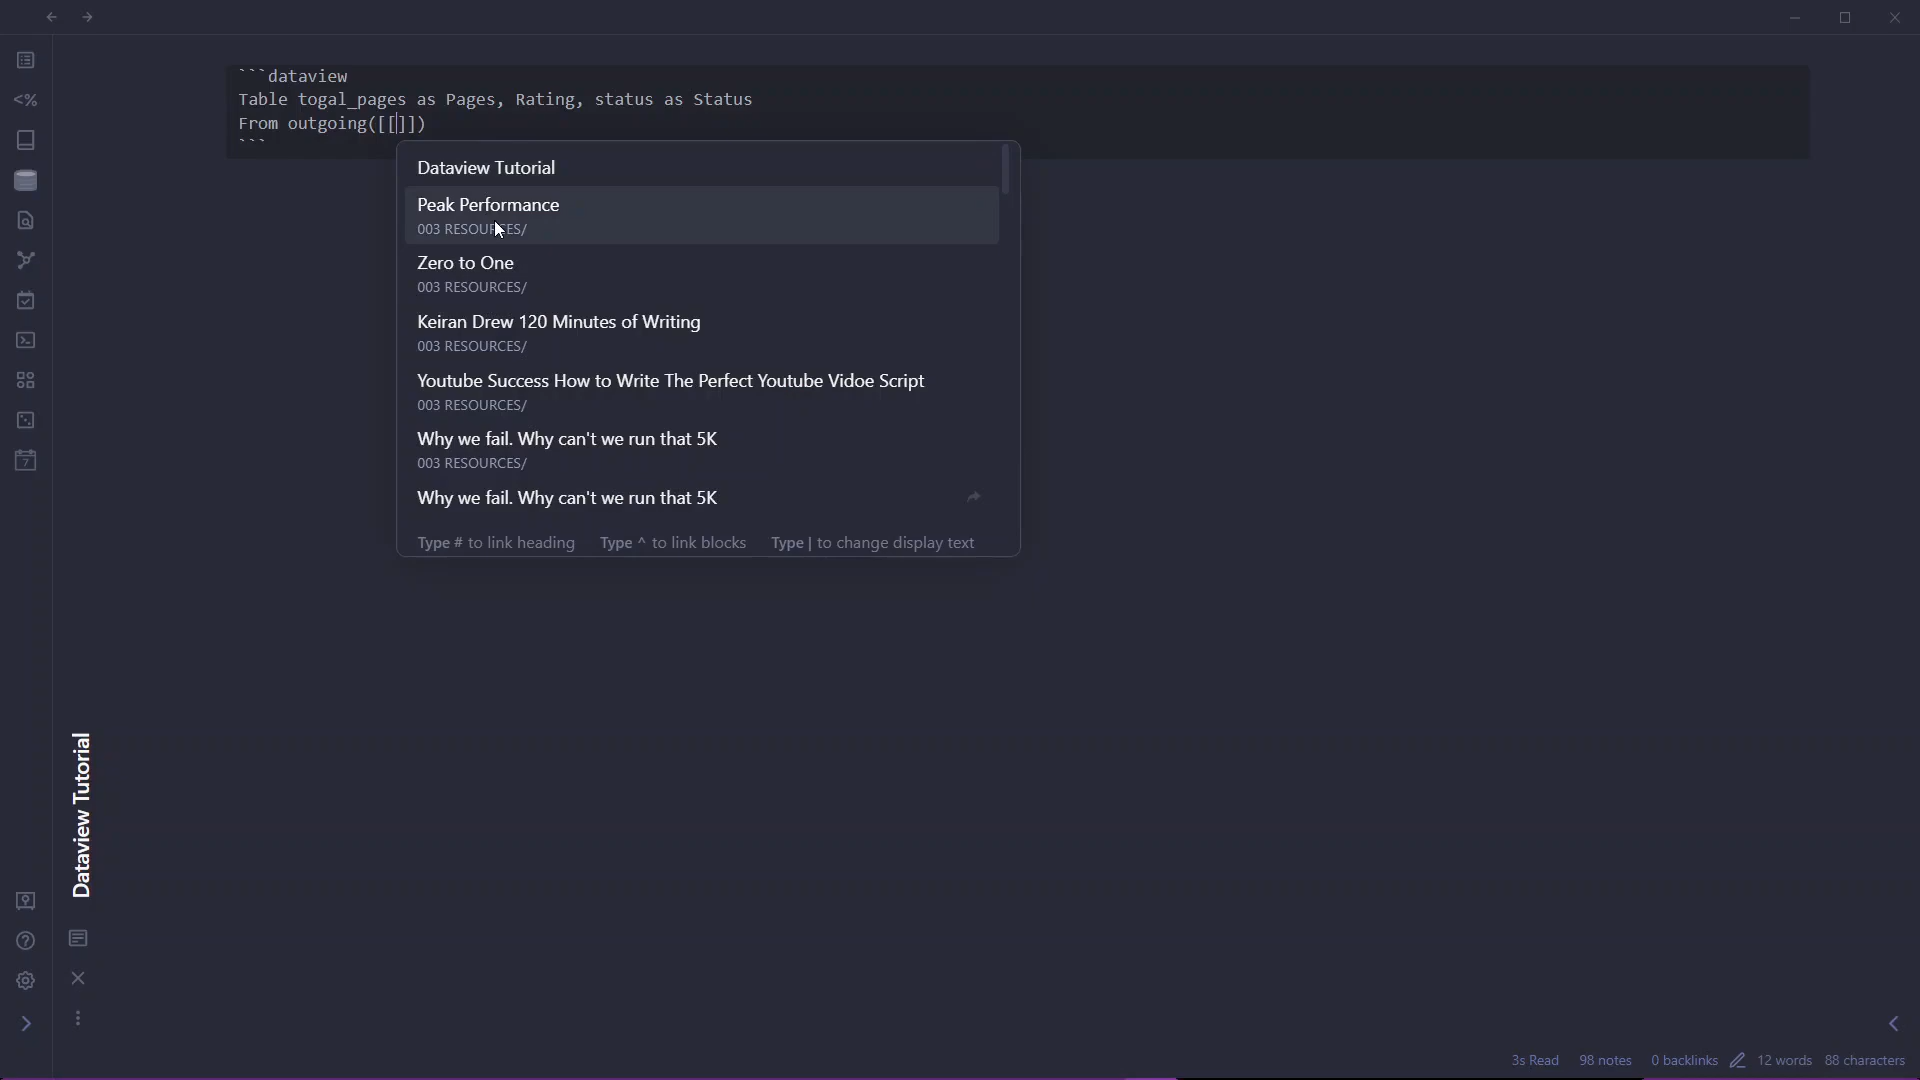 ```dataview
Table togal_pages as Pages, Rating, status as Status
From outgoing([[]])
```
Dataview Tutorial
Peak Performance
003 RESOURCES/
Zero to One
003 RESOURCES/
Keiran Drew 120 Minutes of Writing
003 RESOURCES/
Youtube Success How to Write The Perfect Youtube Vidoe Script
003 RESOURCES/
Why we fail. Why can't we run that 5K
003 RESOURCES/
Why we fail. Why can't we run that 5K
Type # to link heading Type ^ to link blocks Type | to change display text
<%
7
Dataview Tutorial
3s Read 98 notes 0 backlinks 12 words 88 characters